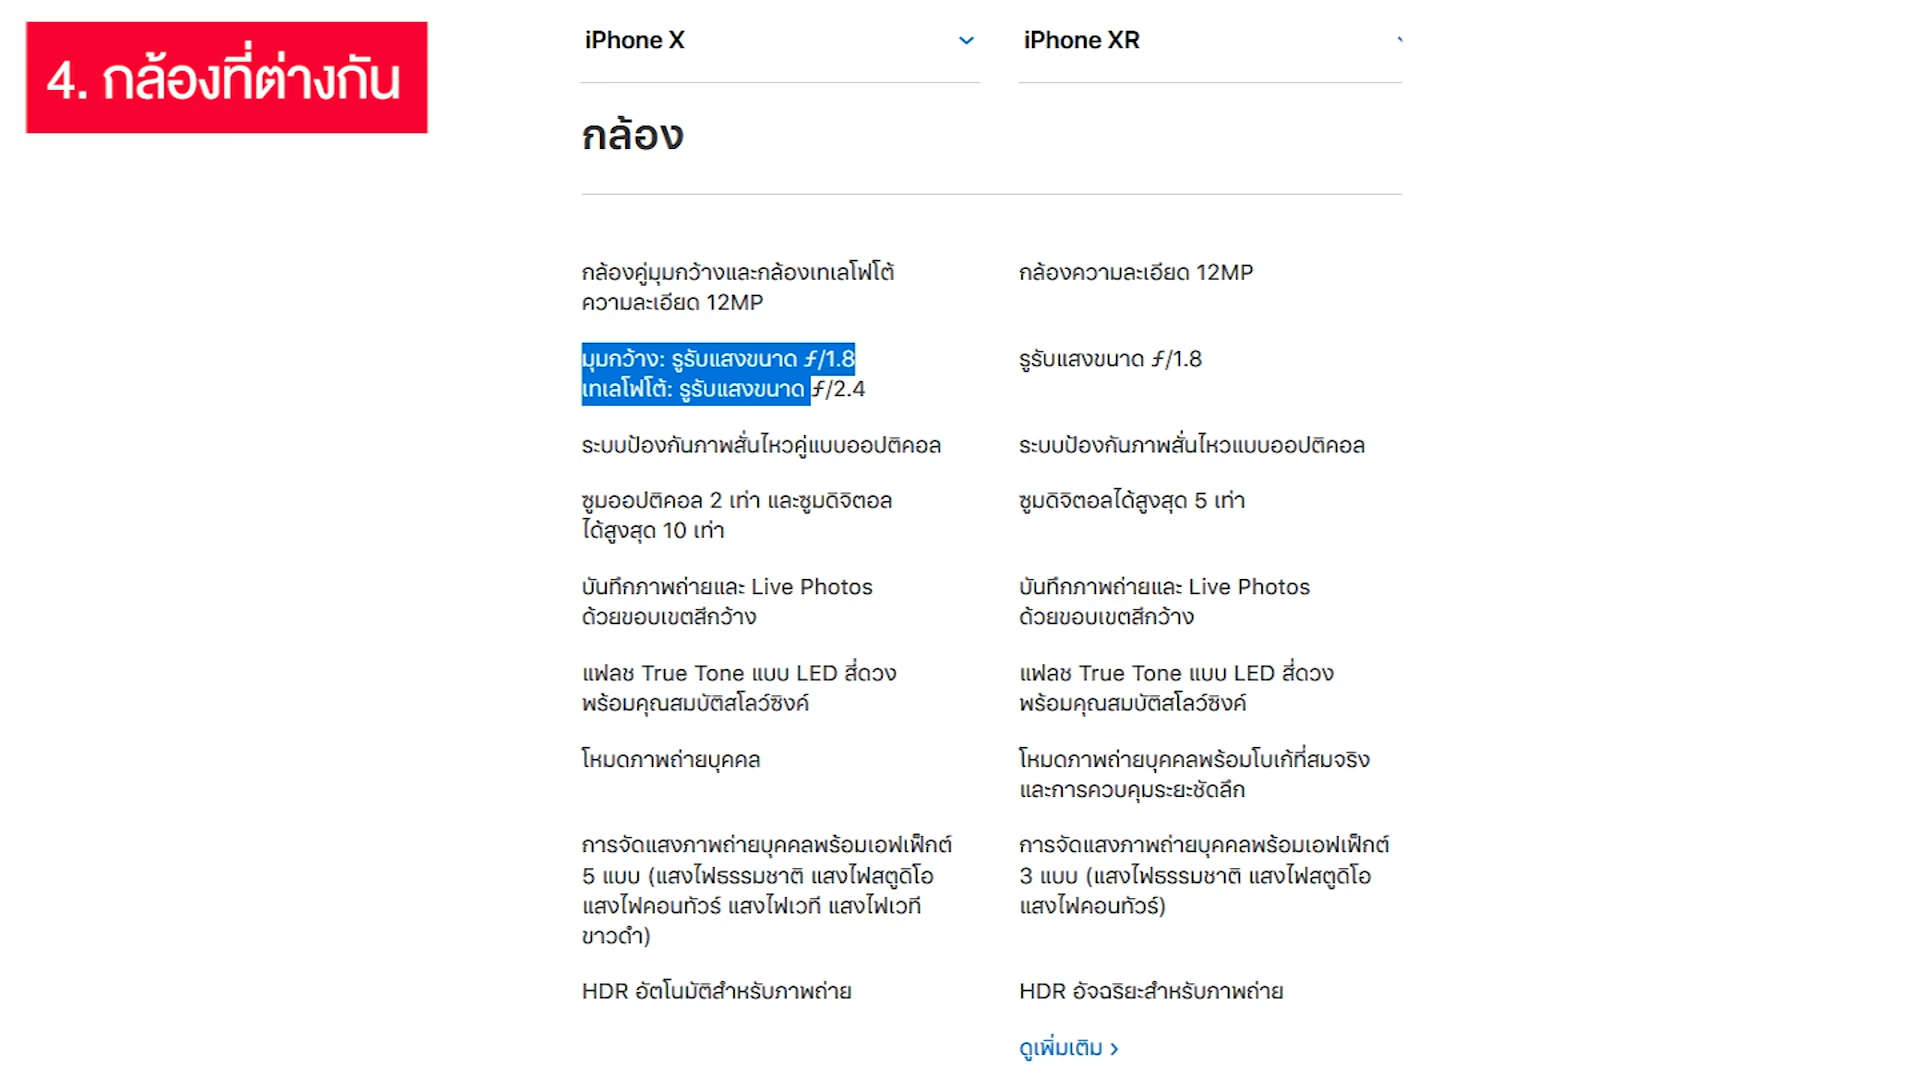 4. กล้องที่ต่างกัน
iPhone X
iPhone XR
กล้อง
กล้องคู่มุมกว้างและกล้องเทเลโฟโต้
ความละเอียด 12MP
กล้องความละเอียด 12MP
มุมกว้าง: รูรับแสงขนาด ƒ/1.8
เทเลโฟโต้: รูรับแสงขนาด ƒ/2.4
รูรับแสงขนาด ƒ/1.8
ระบบป้องกันภาพสั่นไหวคู่แบบออปติคอล
ระบบป้องกันภาพสั่นไหวแบบออปติคอล
ซูมออปติคอล 2 เท่า และซูมดิจิตอล
ได้สูงสุด 10 เท่า
ซูมดิจิตอลได้สูงสุด 5 เท่า
บันทึกภาพถ่ายและ Live Photos
ด้วยขอบเขตสีกว้าง
บันทึกภาพถ่ายและ Live Photos
ด้วยขอบเขตสีกว้าง
แฟลช True Tone แบบ LED สี่ดวง
พร้อมคุณสมบัติสโลว์ซิงค์
แฟลช True Tone แบบ LED สี่ดวง
พร้อมคุณสมบัติสโลว์ซิงค์
โหมดภาพถ่ายบุคคล
โหมดภาพถ่ายบุคคลพร้อมโบเก้ที่สมจริง
และการควบคุมระยะชัดลึก
การจัดแสงภาพถ่ายบุคคลพร้อมเอฟเฟ็กต์
5 แบบ (แสงไฟธรรมชาติ แสงไฟสตูดิโอ
แสงไฟคอนทัวร์ แสงไฟเวที แสงไฟเวที
ขาวดำ)
การจัดแสงภาพถ่ายบุคคลพร้อมเอฟเฟ็กต์
3 แบบ (แสงไฟธรรมชาติ แสงไฟสตูดิโอ
แสงไฟคอนทัวร์)
HDR อัตโนมัติสำหรับภาพถ่าย
HDR อัจฉริยะสำหรับภาพถ่าย
ดูเพิ่มเติม >